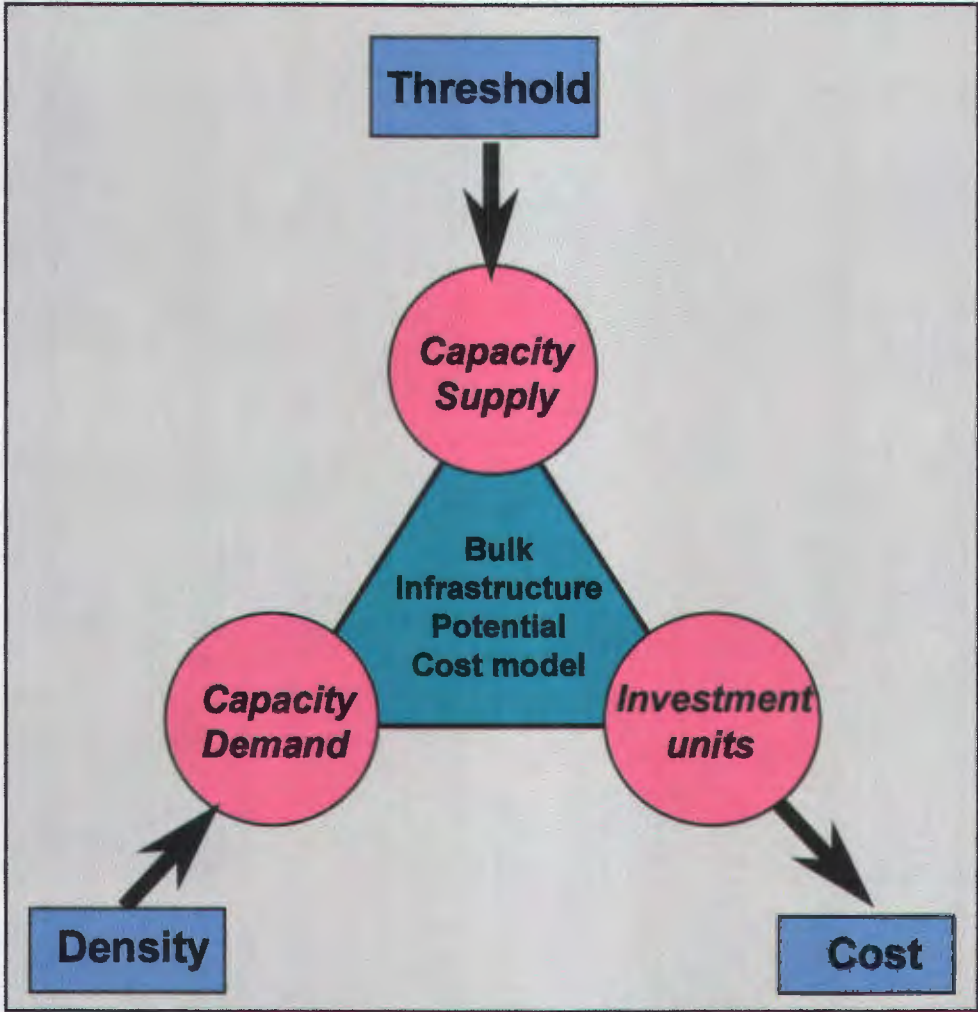 Threshold
Capacity
Supply
Bulk
Infrastructure
Potential
Cost model
Capacity
Demand
Investment
units
Density
Cost